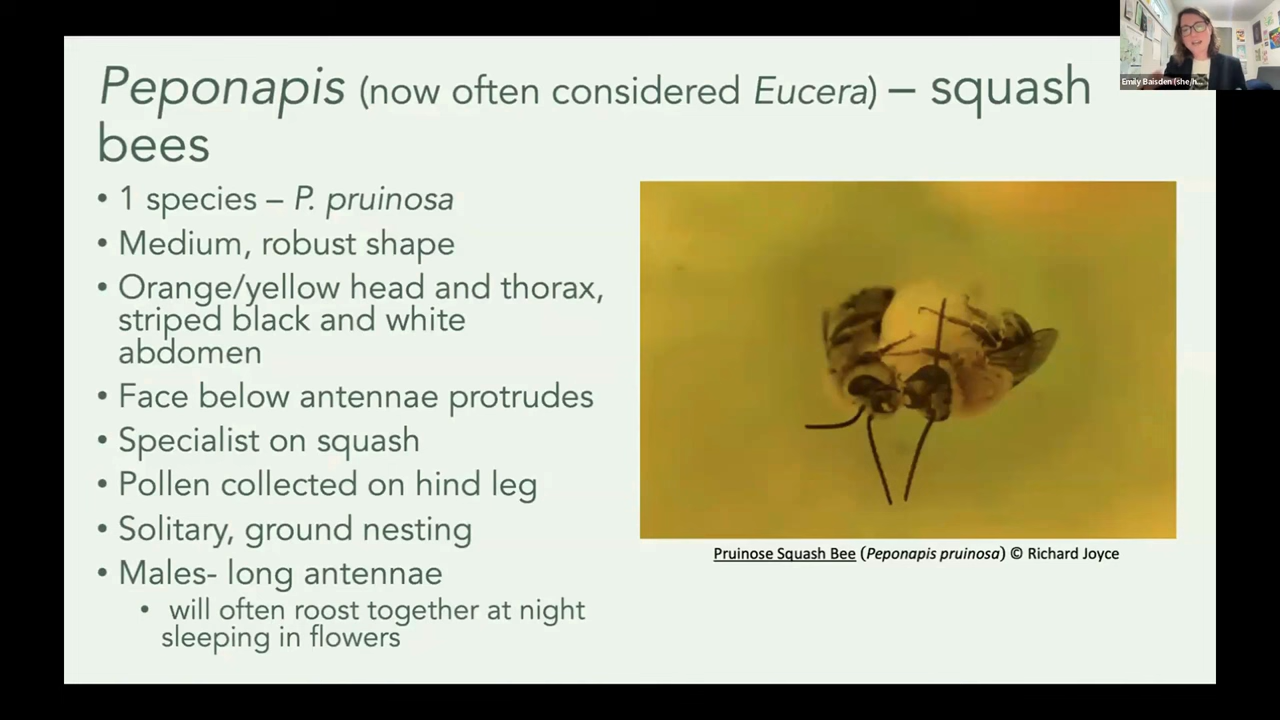 Peponapis (now often considered Eucera) – squash
bees
• 1 species – P. pruinosa
• Medium, robust shape
• Orange/yellow head and thorax,
striped black and white
abdomen
• Face below antennae protrudes
• Specialist on squash
• Pollen collected on hind leg
• Solitary, ground nesting
• Males- long antennae
• will often roost together at night
sleeping in flowers
Pruinose Squash Bee (Peponapis pruinosa) © Richard Joyce
Emily Baisden (she/h...